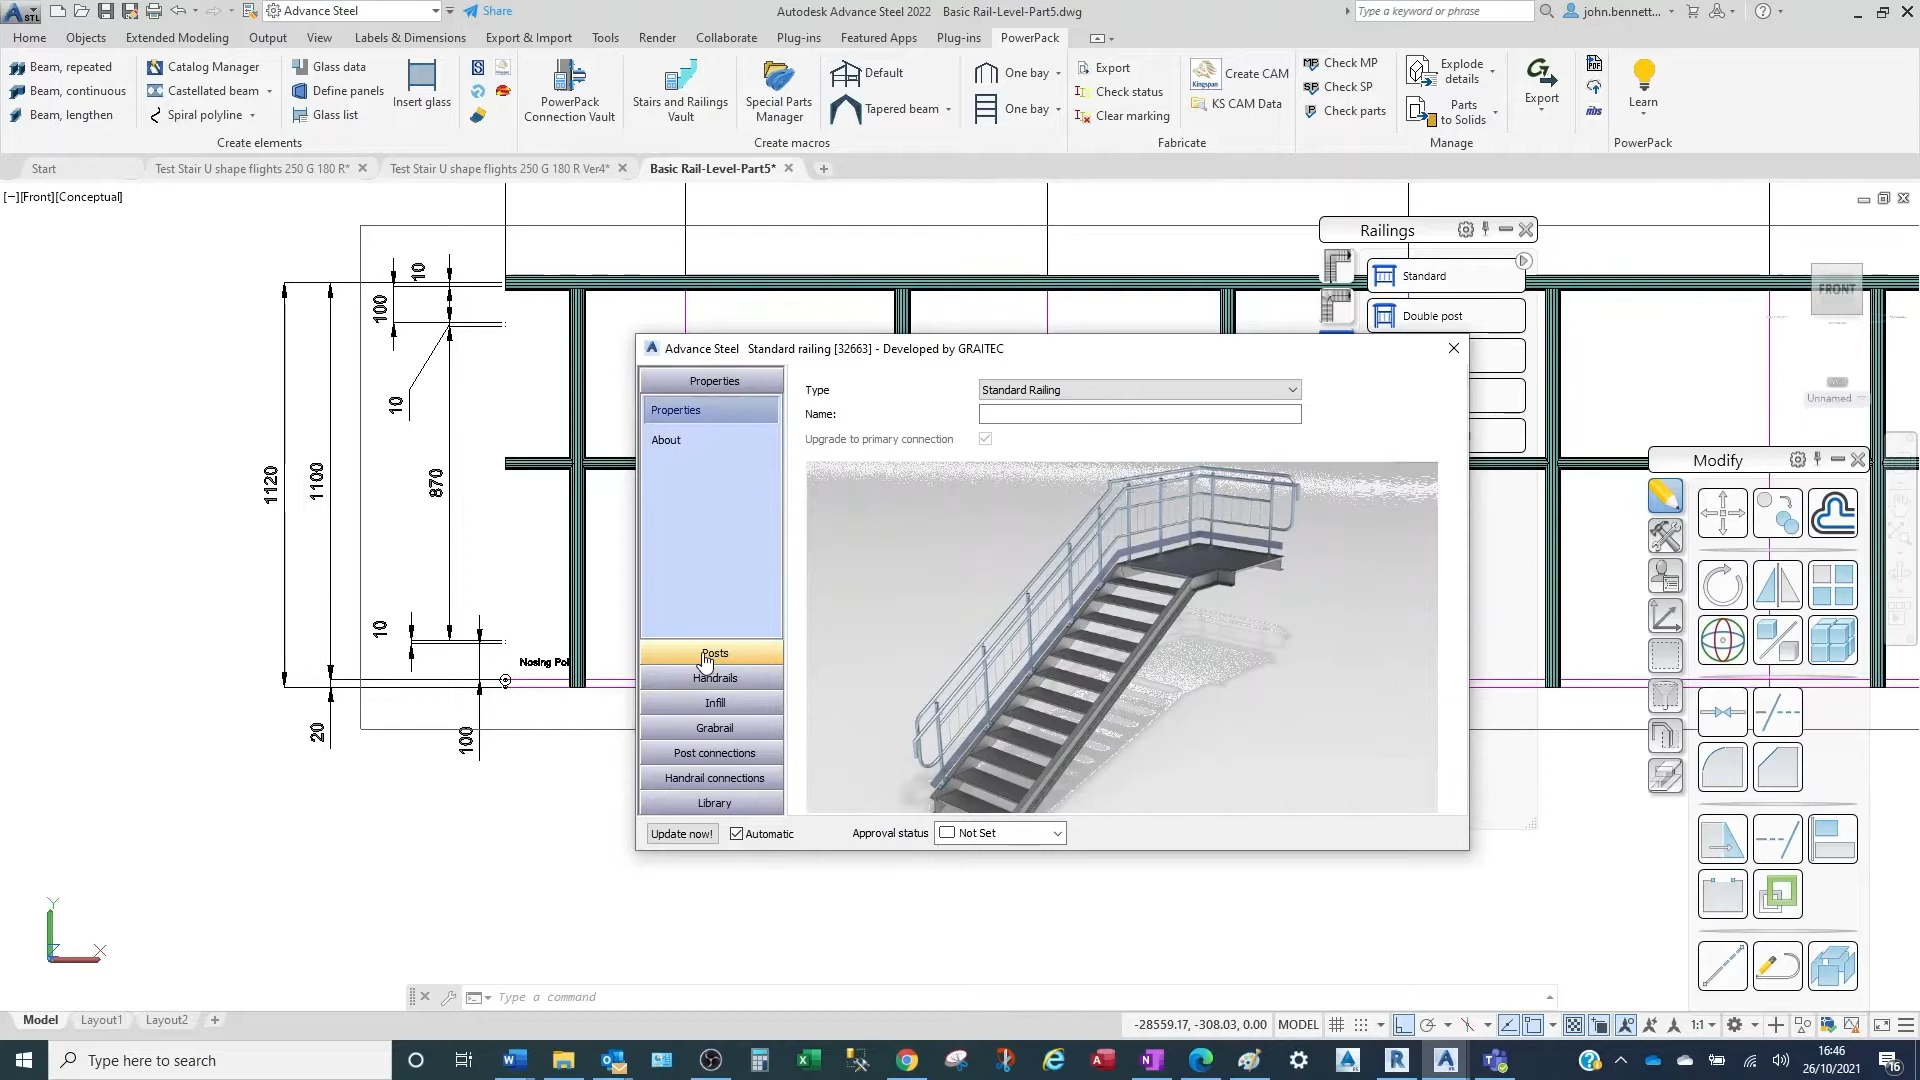 STL
Advance Steel
Share
Autodesk Advance Steel 2022 Basic Rail-Level-Part5.dwg
Type a keyword or phrase
john.bennett...
Home Objects Extended Modeling Output View Labels & Dimensions Export & Import Tools Render Collaborate Plug-ins Featured Apps Plug-ins PowerPack
Beam, repeated
Beam, continuous
Beam, lengthen
Catalog Manager
Castellated beam
Spiral polyline
Glass data
Define panels
Glass list
Insert glass
Create elements
PowerPack
Connection Vault
Stairs and Railings
Vault
Special Parts
Manager
Default
Tapered beam
One bay
One bay
Create macros
Export
Check status
Clear marking
Kingspan
Create CAM
KS CAM Data
Fabricate
Check MP
Check SP
Check parts
Explode
details
Parts
to Solids
Manage
Export
Learn
PowerPack
Start
Test Stair U shape flights 250 G 180 R*
Test Stair U shape flights 250 G 180 R Ver4*
Basic Rail-Level-Part5*
[−][Front][Conceptual]
10
100
10
1120
1100
870
10
Nosing Poi
20
100
Railings
Standard
Double post
FRONT
Unnamed
Modify
Advance Steel Standard railing [32663] - Developed by GRAITEC
Properties
Properties
About
Posts
Handrails
Infill
Grabrail
Post connections
Handrail connections
Library
Type
Standard Railing
Name:
Upgrade to primary connection
Update now!
Automatic
Approval status
Not Set
Y
X
Type a command
Model Layout1 Layout2
-28559.17, -308.03, 0.00 MODEL
1:1
Type here to search
16:46
26/10/2021
16